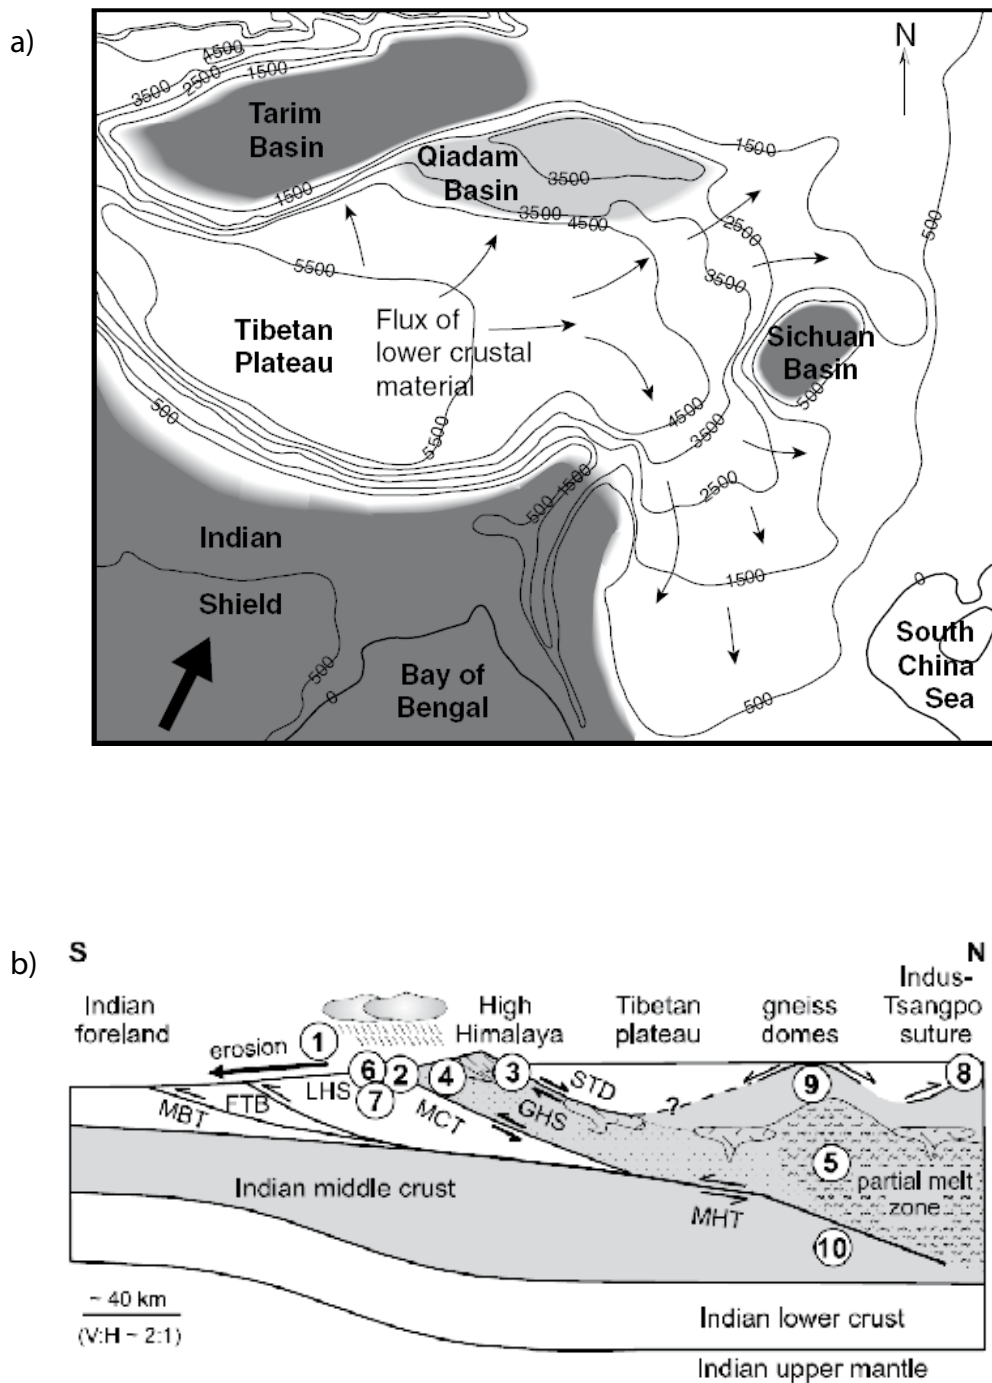 a)
N
4500
3500
2500
1500
Tarim
Basin
1500
Qiadam
Basin
3500
1500
3500
4500
2500
500
5500
3500
Tibetan
Plateau
Flux of
lower crustal
material
Sichuan
Basin
500
500
5500
4500
3500
2500
500
1500
Indian
Shield
1500
0
500
0
Bay of
Bengal
500
South
China
Sea
b)
S
N
Indian
foreland
High
Himalaya
Tibetan
plateau
gneiss
domes
Indus-
Tsangpo
suture
erosion
1
6
2
4
3
STD
9
8
MBT
FTB
LHS
7
MCT
GHS
?
5
partial melt
zone
Indian middle crust
MHT
10
~ 40 km
(V:H ~ 2:1)
Indian lower crust
Indian upper mantle